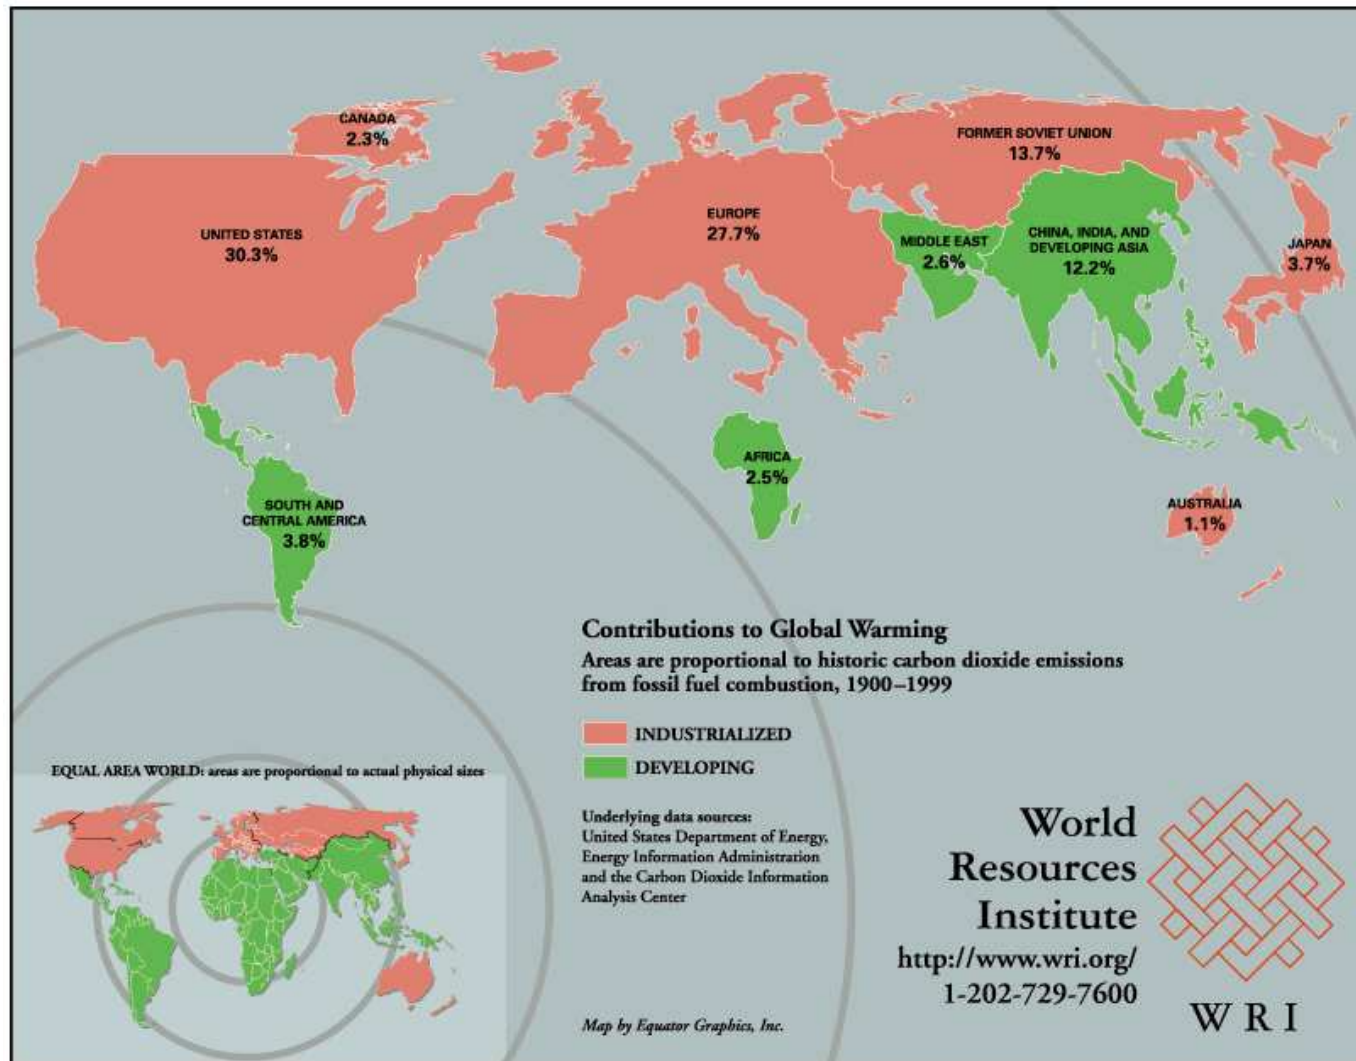 CANADA
2.3%
FORMER SOVIET UNION
13.7%
UNITED STATES
30.3%
EUROPE
27.7%
MIDDLE EAST
2.6%
CHINA, INDIA, AND
DEVELOPING ASIA
12.2%
JAPAN
3.7%
AFRICA
2.5%
SOUTH AND
CENTRAL AMERICA
3.8%
AUSTRALIA
1.1%
Contributions to Global Warming
Areas are proportional to historic carbon dioxide emissions
from fossil fuel combustion, 1900–1999
INDUSTRIALIZED
DEVELOPING
EQUAL AREA WORLD: areas are proportional to actual physical sizes
Underlying data sources:
United States Department of Energy,
Energy Information Administration
and the Carbon Dioxide Information
Analysis Center
Map by Equator Graphics, Inc.
World
Resources
Institute
http://www.wri.org/
1-202-729-7600
WRI